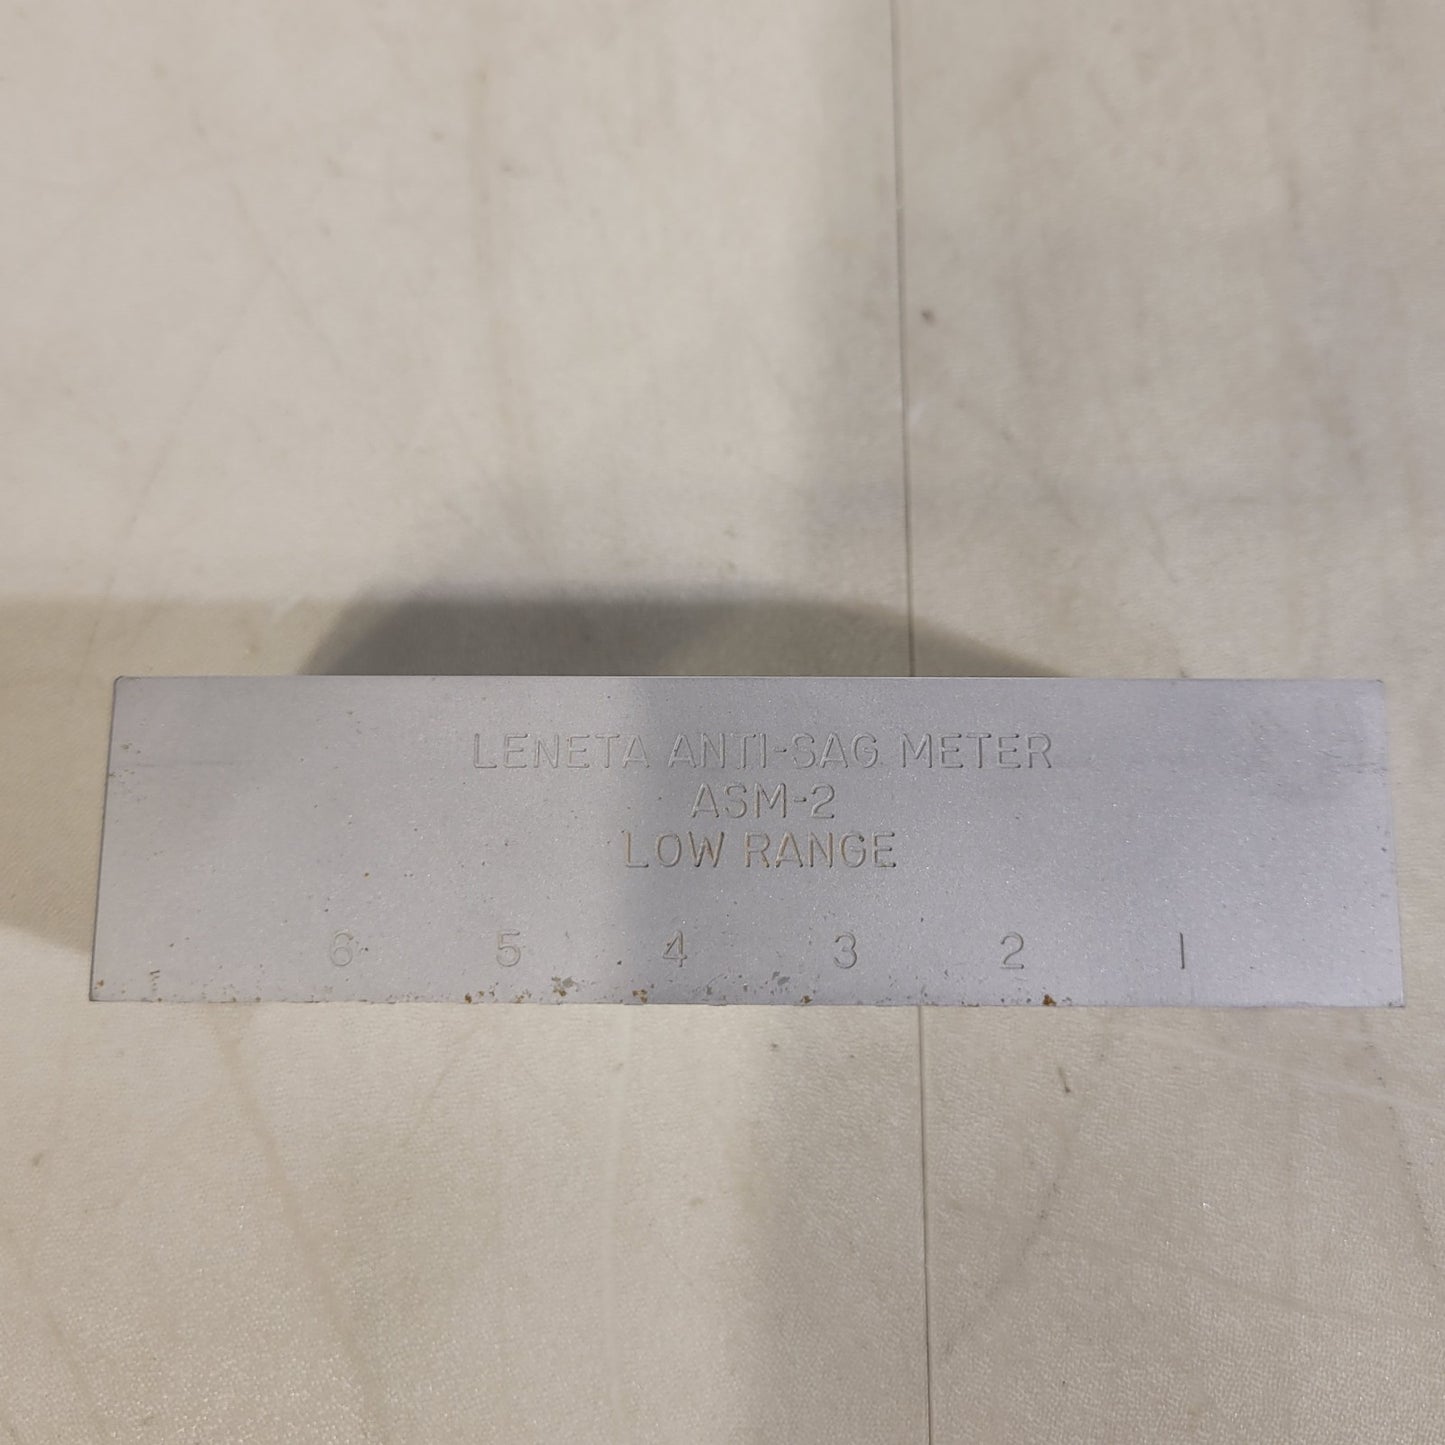 LENETA ANTI-SAG METER
ASM-2
LOW RANGE
6 5 4 3 2 1